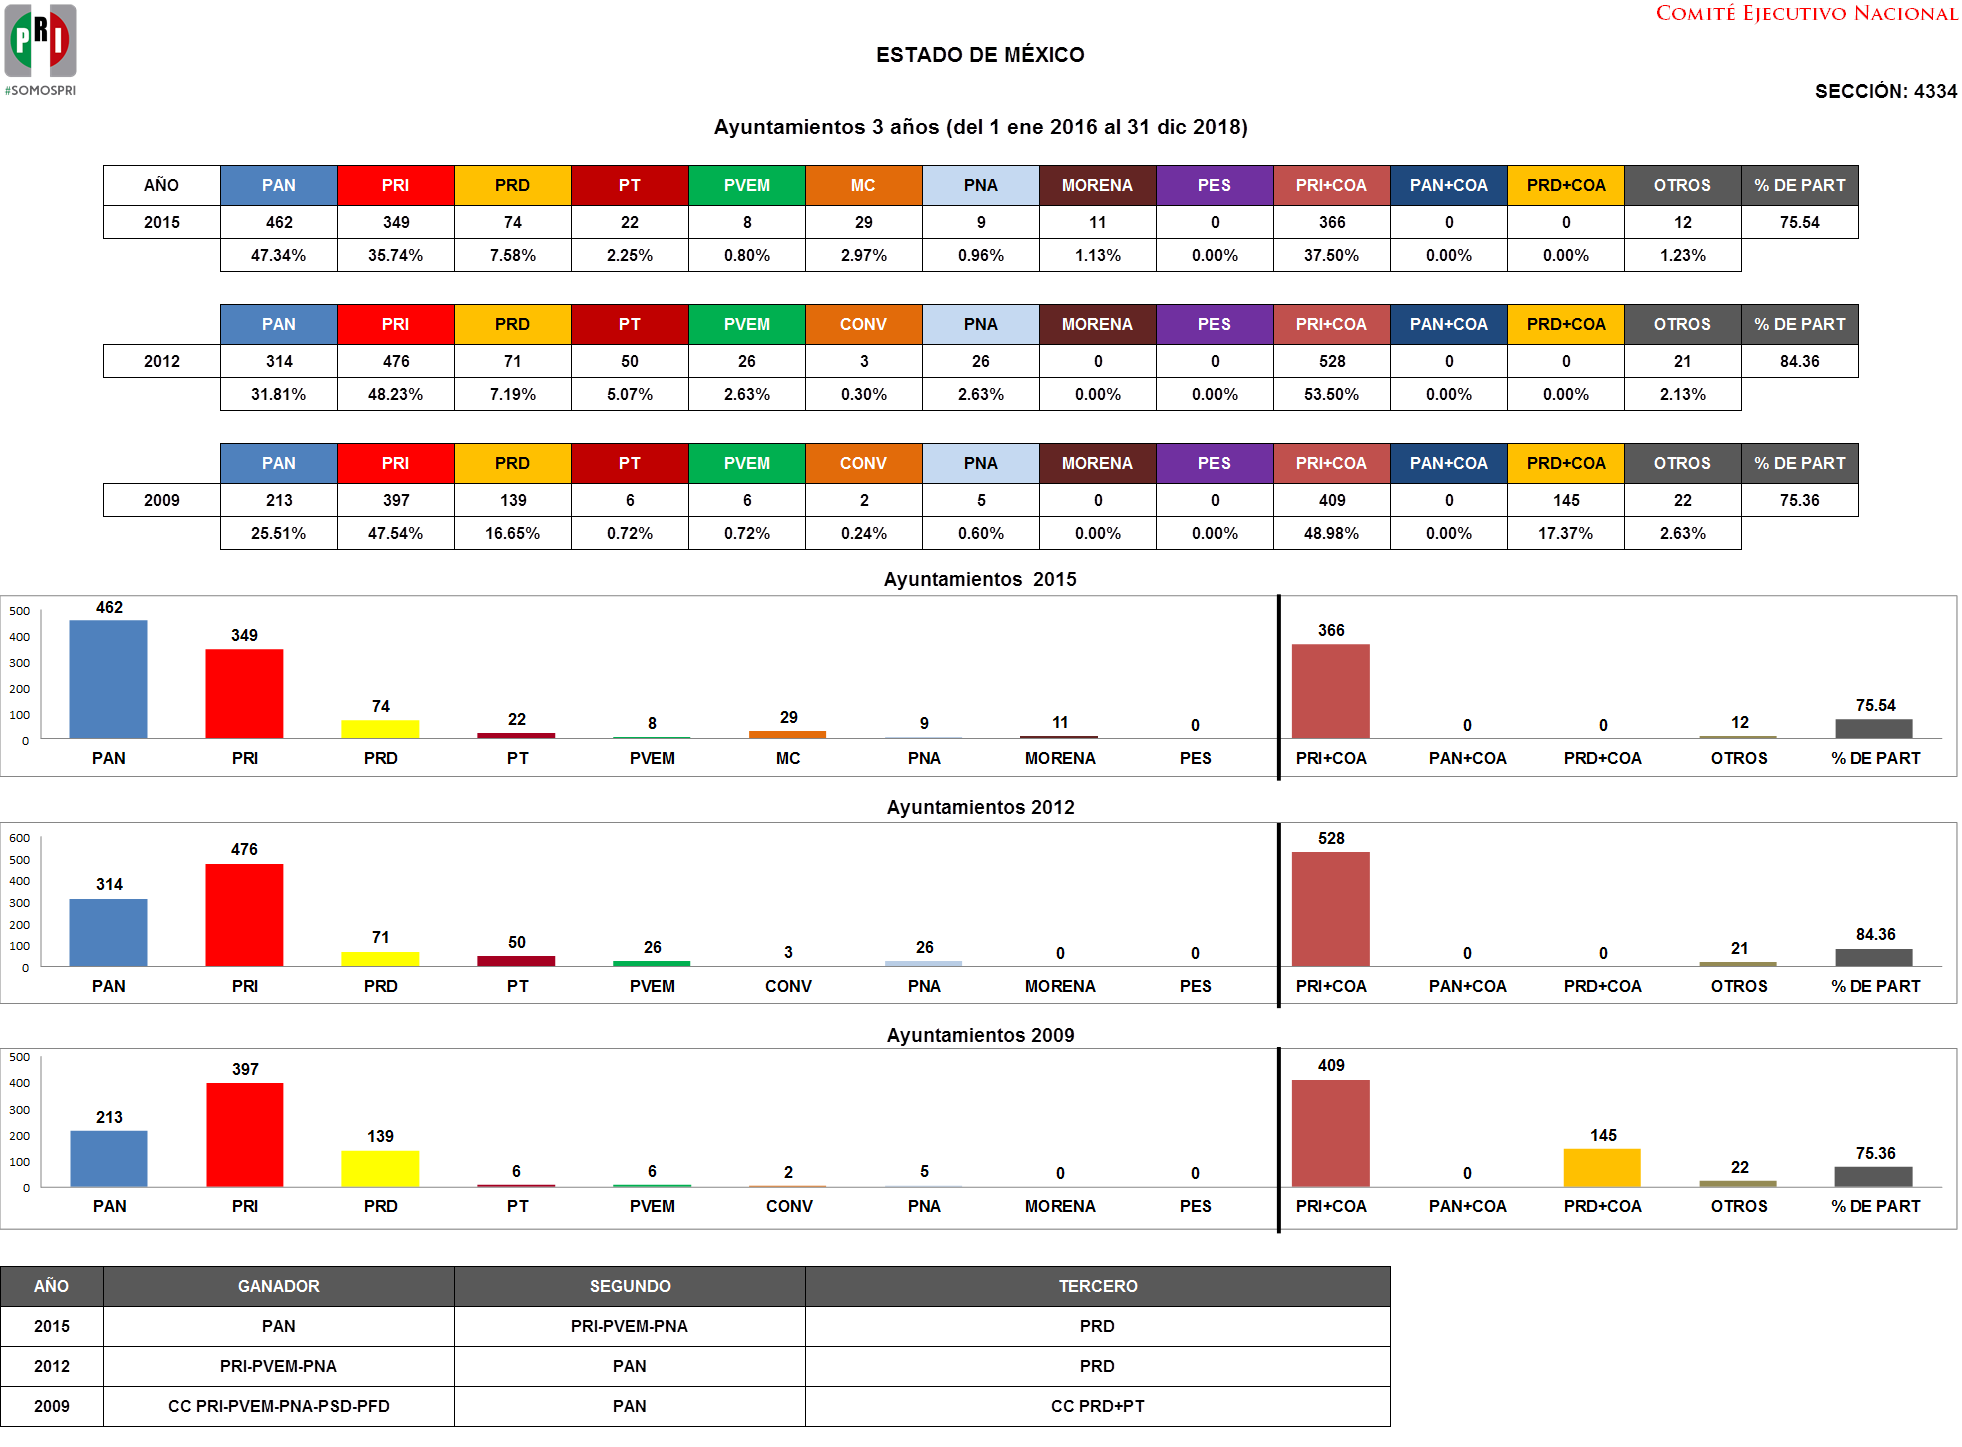 PRI
#SOMOSPRI
COMITÉ EJECUTIVO NACIONAL
ESTADO DE MÉXICO
SECCIÓN: 4334
Ayuntamientos 3 años (del 1 ene 2016 al 31 dic 2018)
AÑO PAN PRI PRD PT PVEM MC PNA MORENA PES PRI+COA PAN+COA PRD+COA OTROS % DE PART
2015 462 349 74 22 8 29 9 11 0 366 0 0 12 75.54
47.34% 35.74% 7.58% 2.25% 0.80% 2.97% 0.96% 1.13% 0.00% 37.50% 0.00% 0.00% 1.23%
PAN PRI PRD PT PVEM CONV PNA MORENA PES PRI+COA PAN+COA PRD+COA OTROS % DE PART
2012 314 476 71 50 26 3 26 0 0 528 0 0 21 84.36
31.81% 48.23% 7.19% 5.07% 2.63% 0.30% 2.63% 0.00% 0.00% 53.50% 0.00% 0.00% 2.13%
PAN PRI PRD PT PVEM CONV PNA MORENA PES PRI+COA PAN+COA PRD+COA OTROS % DE PART
2009 213 397 139 6 6 2 5 0 0 409 0 145 22 75.36
25.51% 47.54% 16.65% 0.72% 0.72% 0.24% 0.60% 0.00% 0.00% 48.98% 0.00% 17.37% 2.63%
Ayuntamientos 2015
500
400
300
200
100
0
462 349 74 22 8 29 9 11 0 366 0 0 12 75.54
PAN PRI PRD PT PVEM MC PNA MORENA PES PRI+COA PAN+COA PRD+COA OTROS % DE PART
Ayuntamientos 2012
600
500
400
300
200
100
0
314 476 71 50 26 3 26 0 0 528 0 0 21 84.36
PAN PRI PRD PT PVEM CONV PNA MORENA PES PRI+COA PAN+COA PRD+COA OTROS % DE PART
Ayuntamientos 2009
500
400
300
200
100
0
213 397 139 6 6 2 5 0 0 409 0 145 22 75.36
PAN PRI PRD PT PVEM CONV PNA MORENA PES PRI+COA PAN+COA PRD+COA OTROS % DE PART
AÑO GANADOR SEGUNDO TERCERO
2015 PAN PRI-PVEM-PNA PRD
2012 PRI-PVEM-PNA PAN PRD
2009 CC PRI-PVEM-PNA-PSD-PFD PAN CC PRD+PT